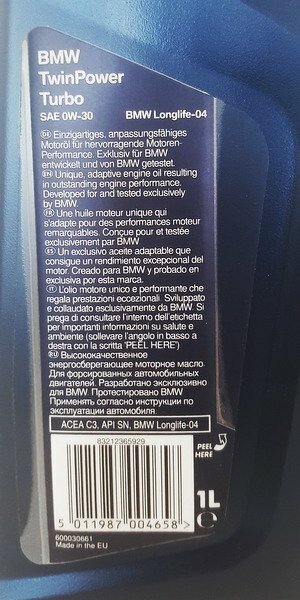 BMW
TwinPower
Turbo
SAE 0W-30 BMW Longlife-04
DE Einzigartiges, anpassungsfähiges
Motoröl für hervorragende Motoren-
Performance. Exklusiv für BMW
entwickelt und von BMW getestet.
EN Unique, adaptive engine oil resulting
in outstanding engine performance.
Developed for and tested exclusively
by BMW.
FR Une huile moteur unique qui
s'adapte pour des performances moteur
remarquables. Conçue pour et testée
exclusivement par BMW
ES Un exclusivo aceite adaptable que
consigue un rendimiento excepcional del
motor. Creado para BMW y probado en
exclusiva por esta marca.
IT L'olio motore unico e performante che
regala prestazioni eccezionali. Sviluppato
e collaudato esclusivamente da BMW. Si
prega di consultare l'interno dell'etichetta
per importanti informazioni su salute e
ambiente (sollevare l'angolo in basso a
destra con la scritta 'PEEL HERE')
RU Высококачественное
энергосберегающее моторное масло.
Для форсированных автомобильных
двигателей. Разработано эксклюзивно
для BMW. Протестировано BMW
Применять согласно инструкции по
эксплуатации автомобиля.
ACEA C3, API SN, BMW Longlife-04
83212365929
PEEL
HERE
1L
5 011987 004658 >
600030661
Made in the EU